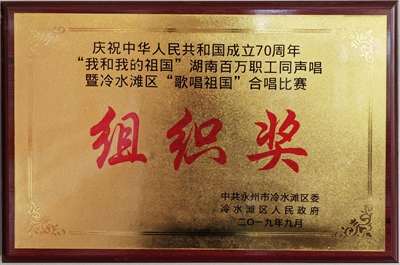 庆祝中华人民共和国成立70周年
“我和我的祖国”湖南百万职工同声唱
暨冷水滩区“歌唱祖国”合唱比赛
组织奖
中共永州市冷水滩区委
冷水滩区人民政府
二〇一九年九月